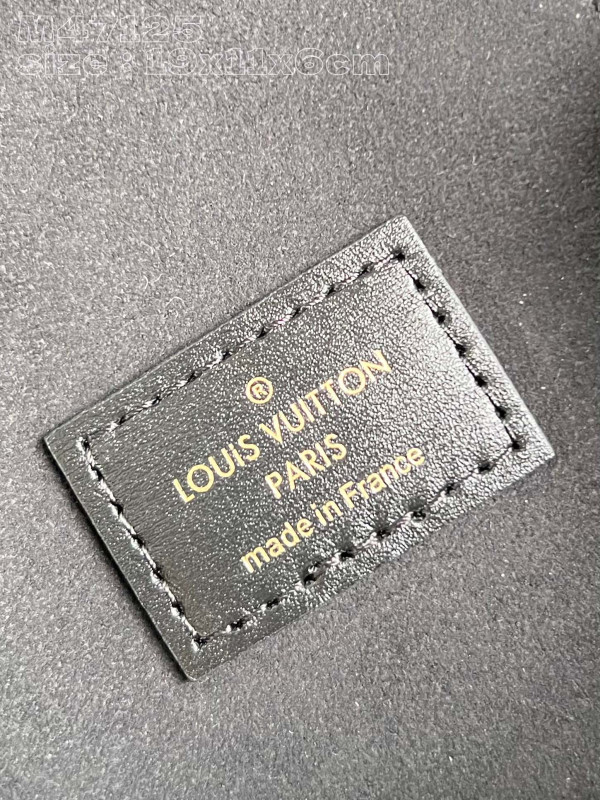 M47125
size:19x11x6cm
®
LOUIS VUITTON
PARIS
made in France